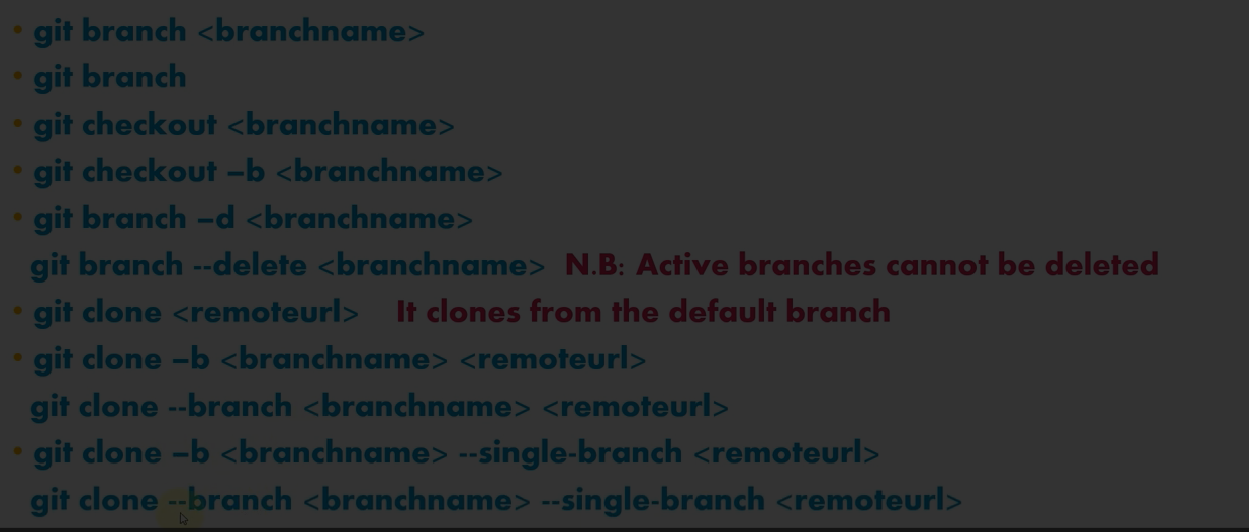 • git branch <branchname>
• git branch
• git checkout <branchname>
• git checkout –b <branchname>
• git branch –d <branchname>
git branch --delete <branchname> N.B: Active branches cannot be deleted
• git clone <remoteurl> It clones from the default branch
• git clone –b <branchname> <remoteurl>
git clone --branch <branchname> <remoteurl>
• git clone –b <branchname> --single-branch <remoteurl>
git clone --branch <branchname> --single-branch <remoteurl>